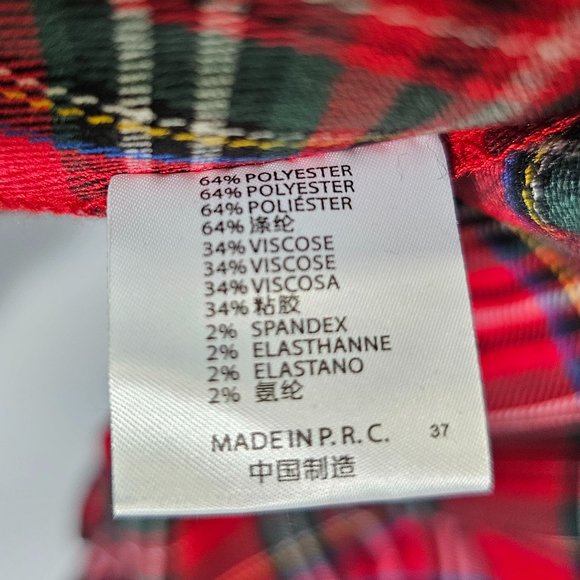 64% POLYESTER
64% POLYESTER
64% POLIÉSTER
64% 涤纶
34% VISCOSE
34% VISCOSE
34% VISCOSA
34% 粘胶
2% SPANDEX
2% ELASTHANNE
2% ELASTANO
2% 氨纶
MADE IN P. R. C. 37
中国制造